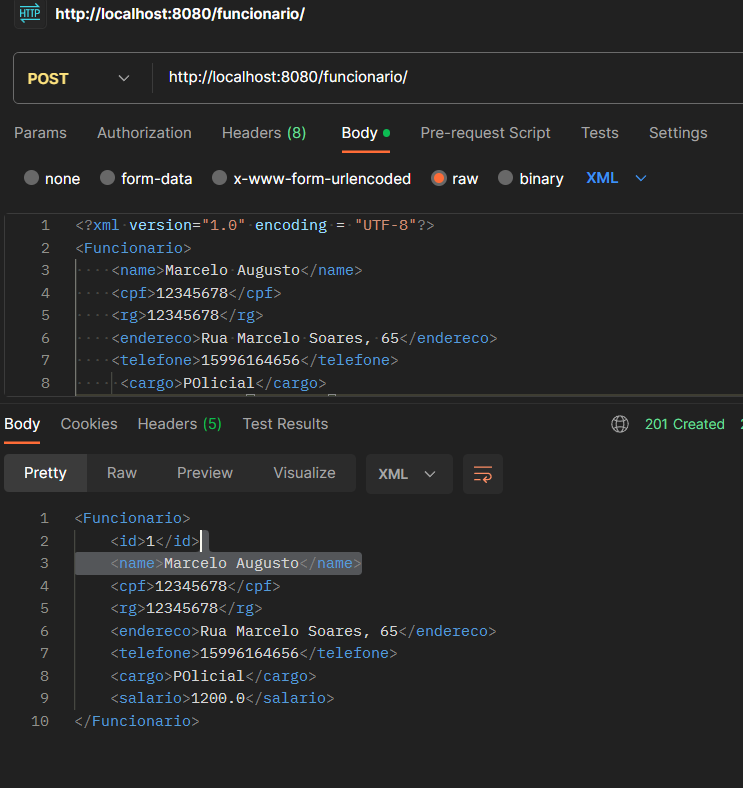 HTTP http://localhost:8080/funcionario/
POST http://localhost:8080/funcionario/
Params Authorization Headers (8) Body Pre-request Script Tests Settings
none form-data x-www-form-urlencoded raw binary XML
1 <?xml version="1.0" encoding = "UTF-8"?>
2 <Funcionario>
3 <name>Marcelo Augusto</name>
4 <cpf>12345678</cpf>
5 <rg>12345678</rg>
6 <endereco>Rua Marcelo Soares, 65</endereco>
7 <telefone>15996164656</telefone>
8 <cargo>POlicial</cargo>
Body Cookies Headers (5) Test Results 201 Created
Pretty Raw Preview Visualize XML
1 <Funcionario>
2 <id>1</id>
3 <name>Marcelo Augusto</name>
4 <cpf>12345678</cpf>
5 <rg>12345678</rg>
6 <endereco>Rua Marcelo Soares, 65</endereco>
7 <telefone>15996164656</telefone>
8 <cargo>POlicial</cargo>
9 <salario>1200.0</salario>
10 </Funcionario>